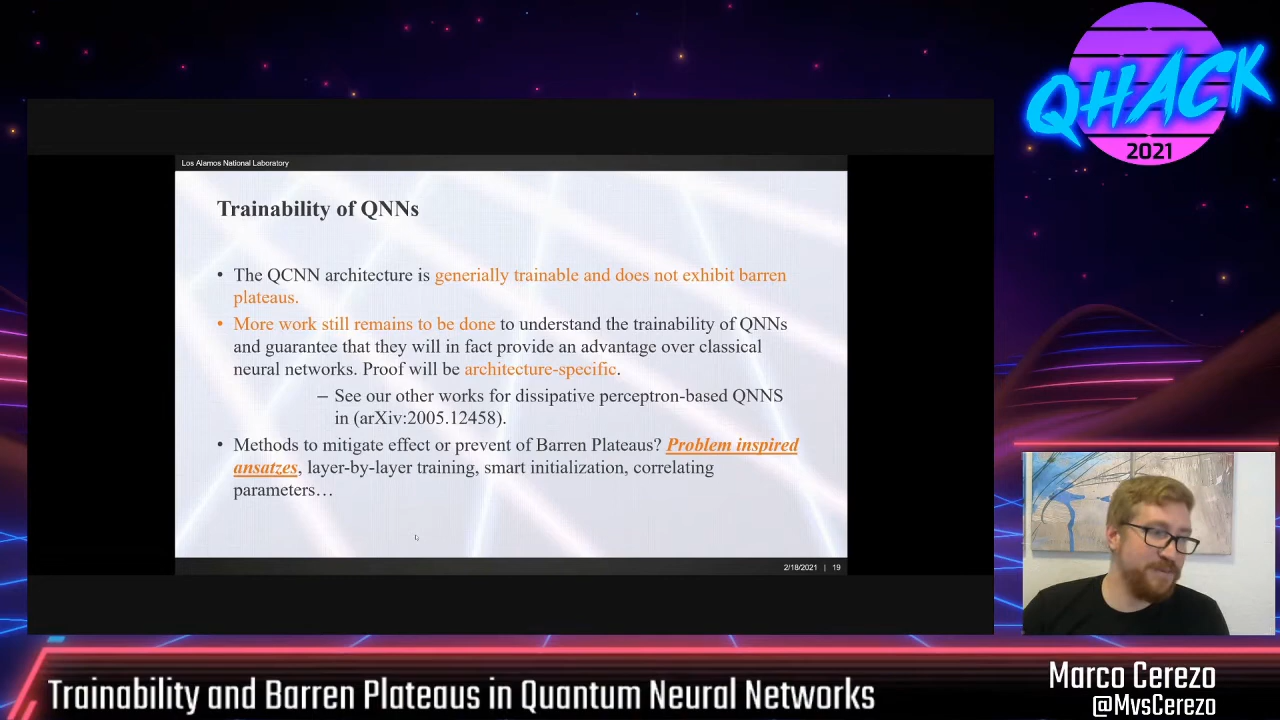 QHACK
2021
Los Alamos National Laboratory
Trainability of QNNs
• The QCNN architecture is generially trainable and does not exhibit barren
plateaus.
• More work still remains to be done to understand the trainability of QNNs
and guarantee that they will in fact provide an advantage over classical
neural networks. Proof will be architecture-specific.
– See our other works for dissipative perceptron-based QNNS
in (arXiv:2005.12458).
• Methods to mitigate effect or prevent of Barren Plateaus? Problem inspired
ansatzes, layer-by-layer training, smart initialization, correlating
parameters…
2/18/2021 | 19
Trainability and Barren Plateaus in Quantum Neural Networks
Marco Cerezo
@MvsCerezo